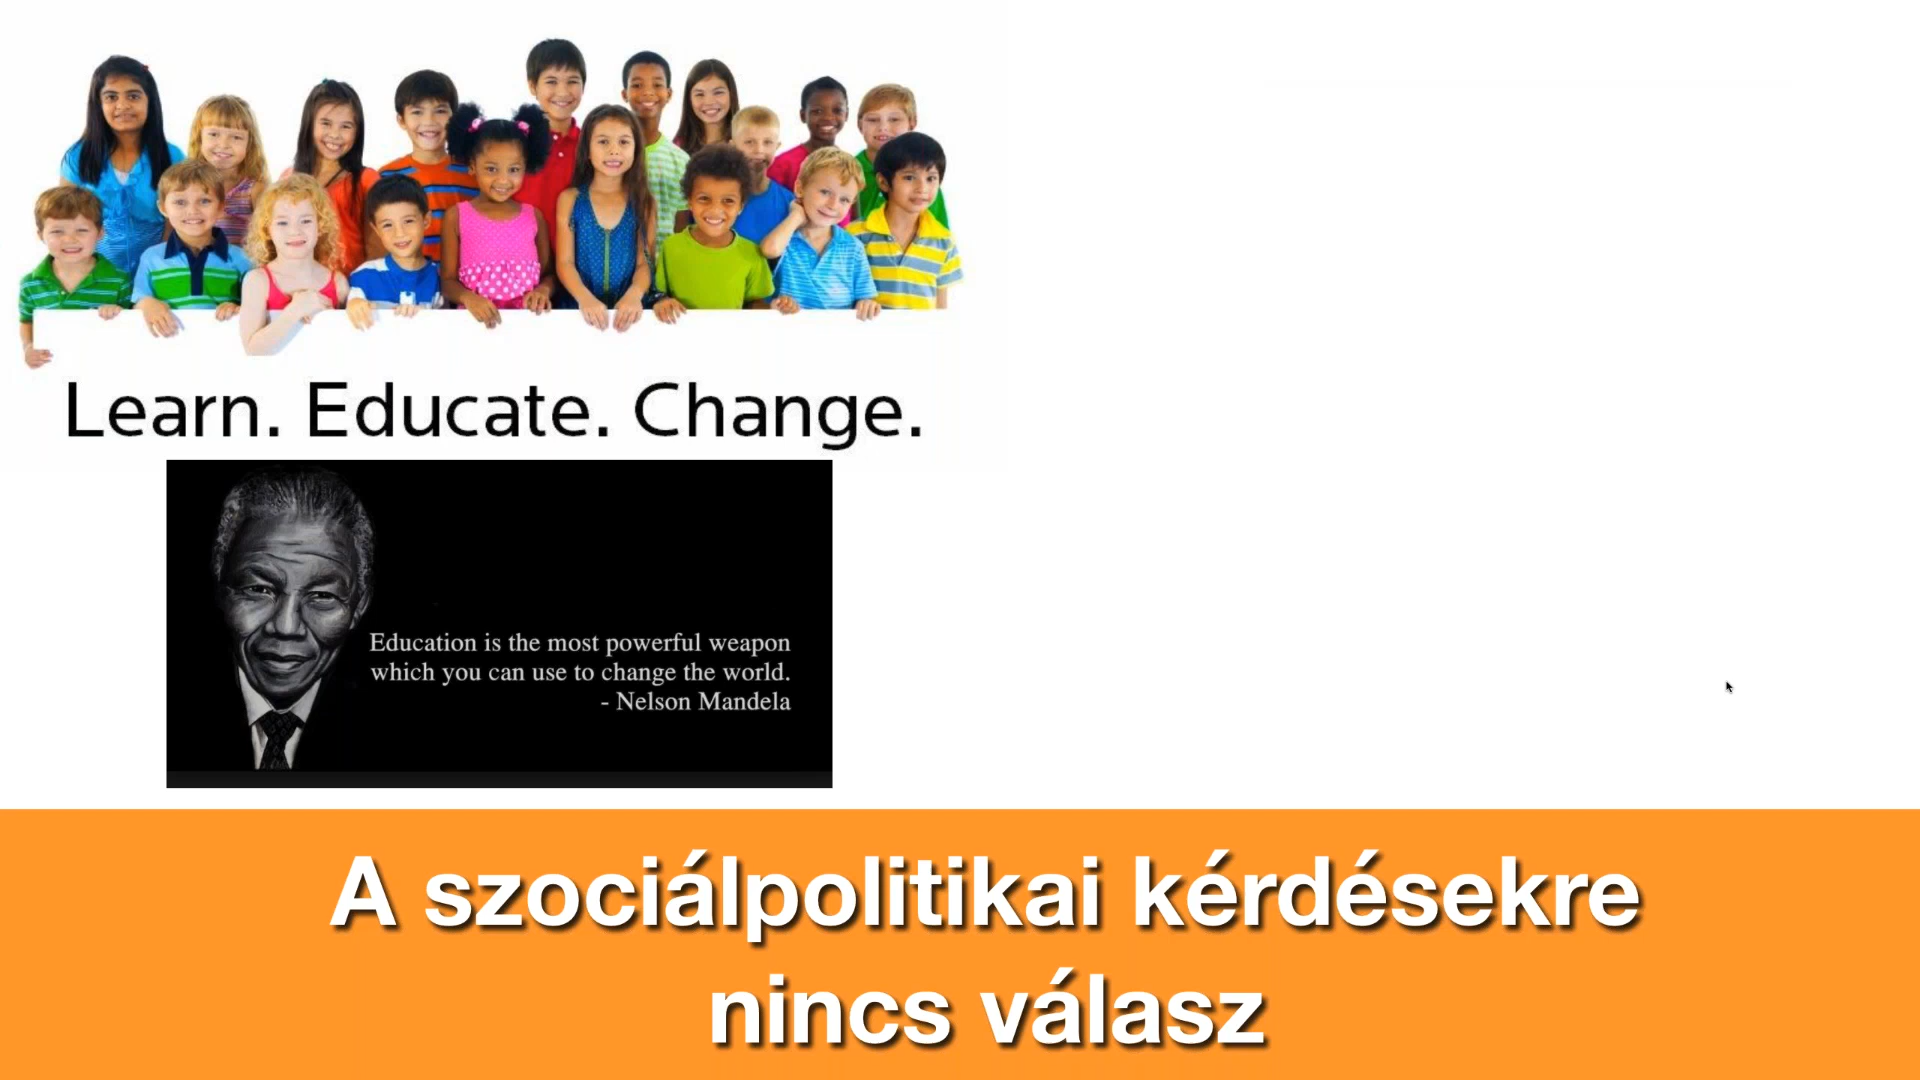 Learn. Educate. Change.
Education is the most powerful weapon
which you can use to change the world.
- Nelson Mandela
A szociálpolitikai kérdésekre
nincs válasz